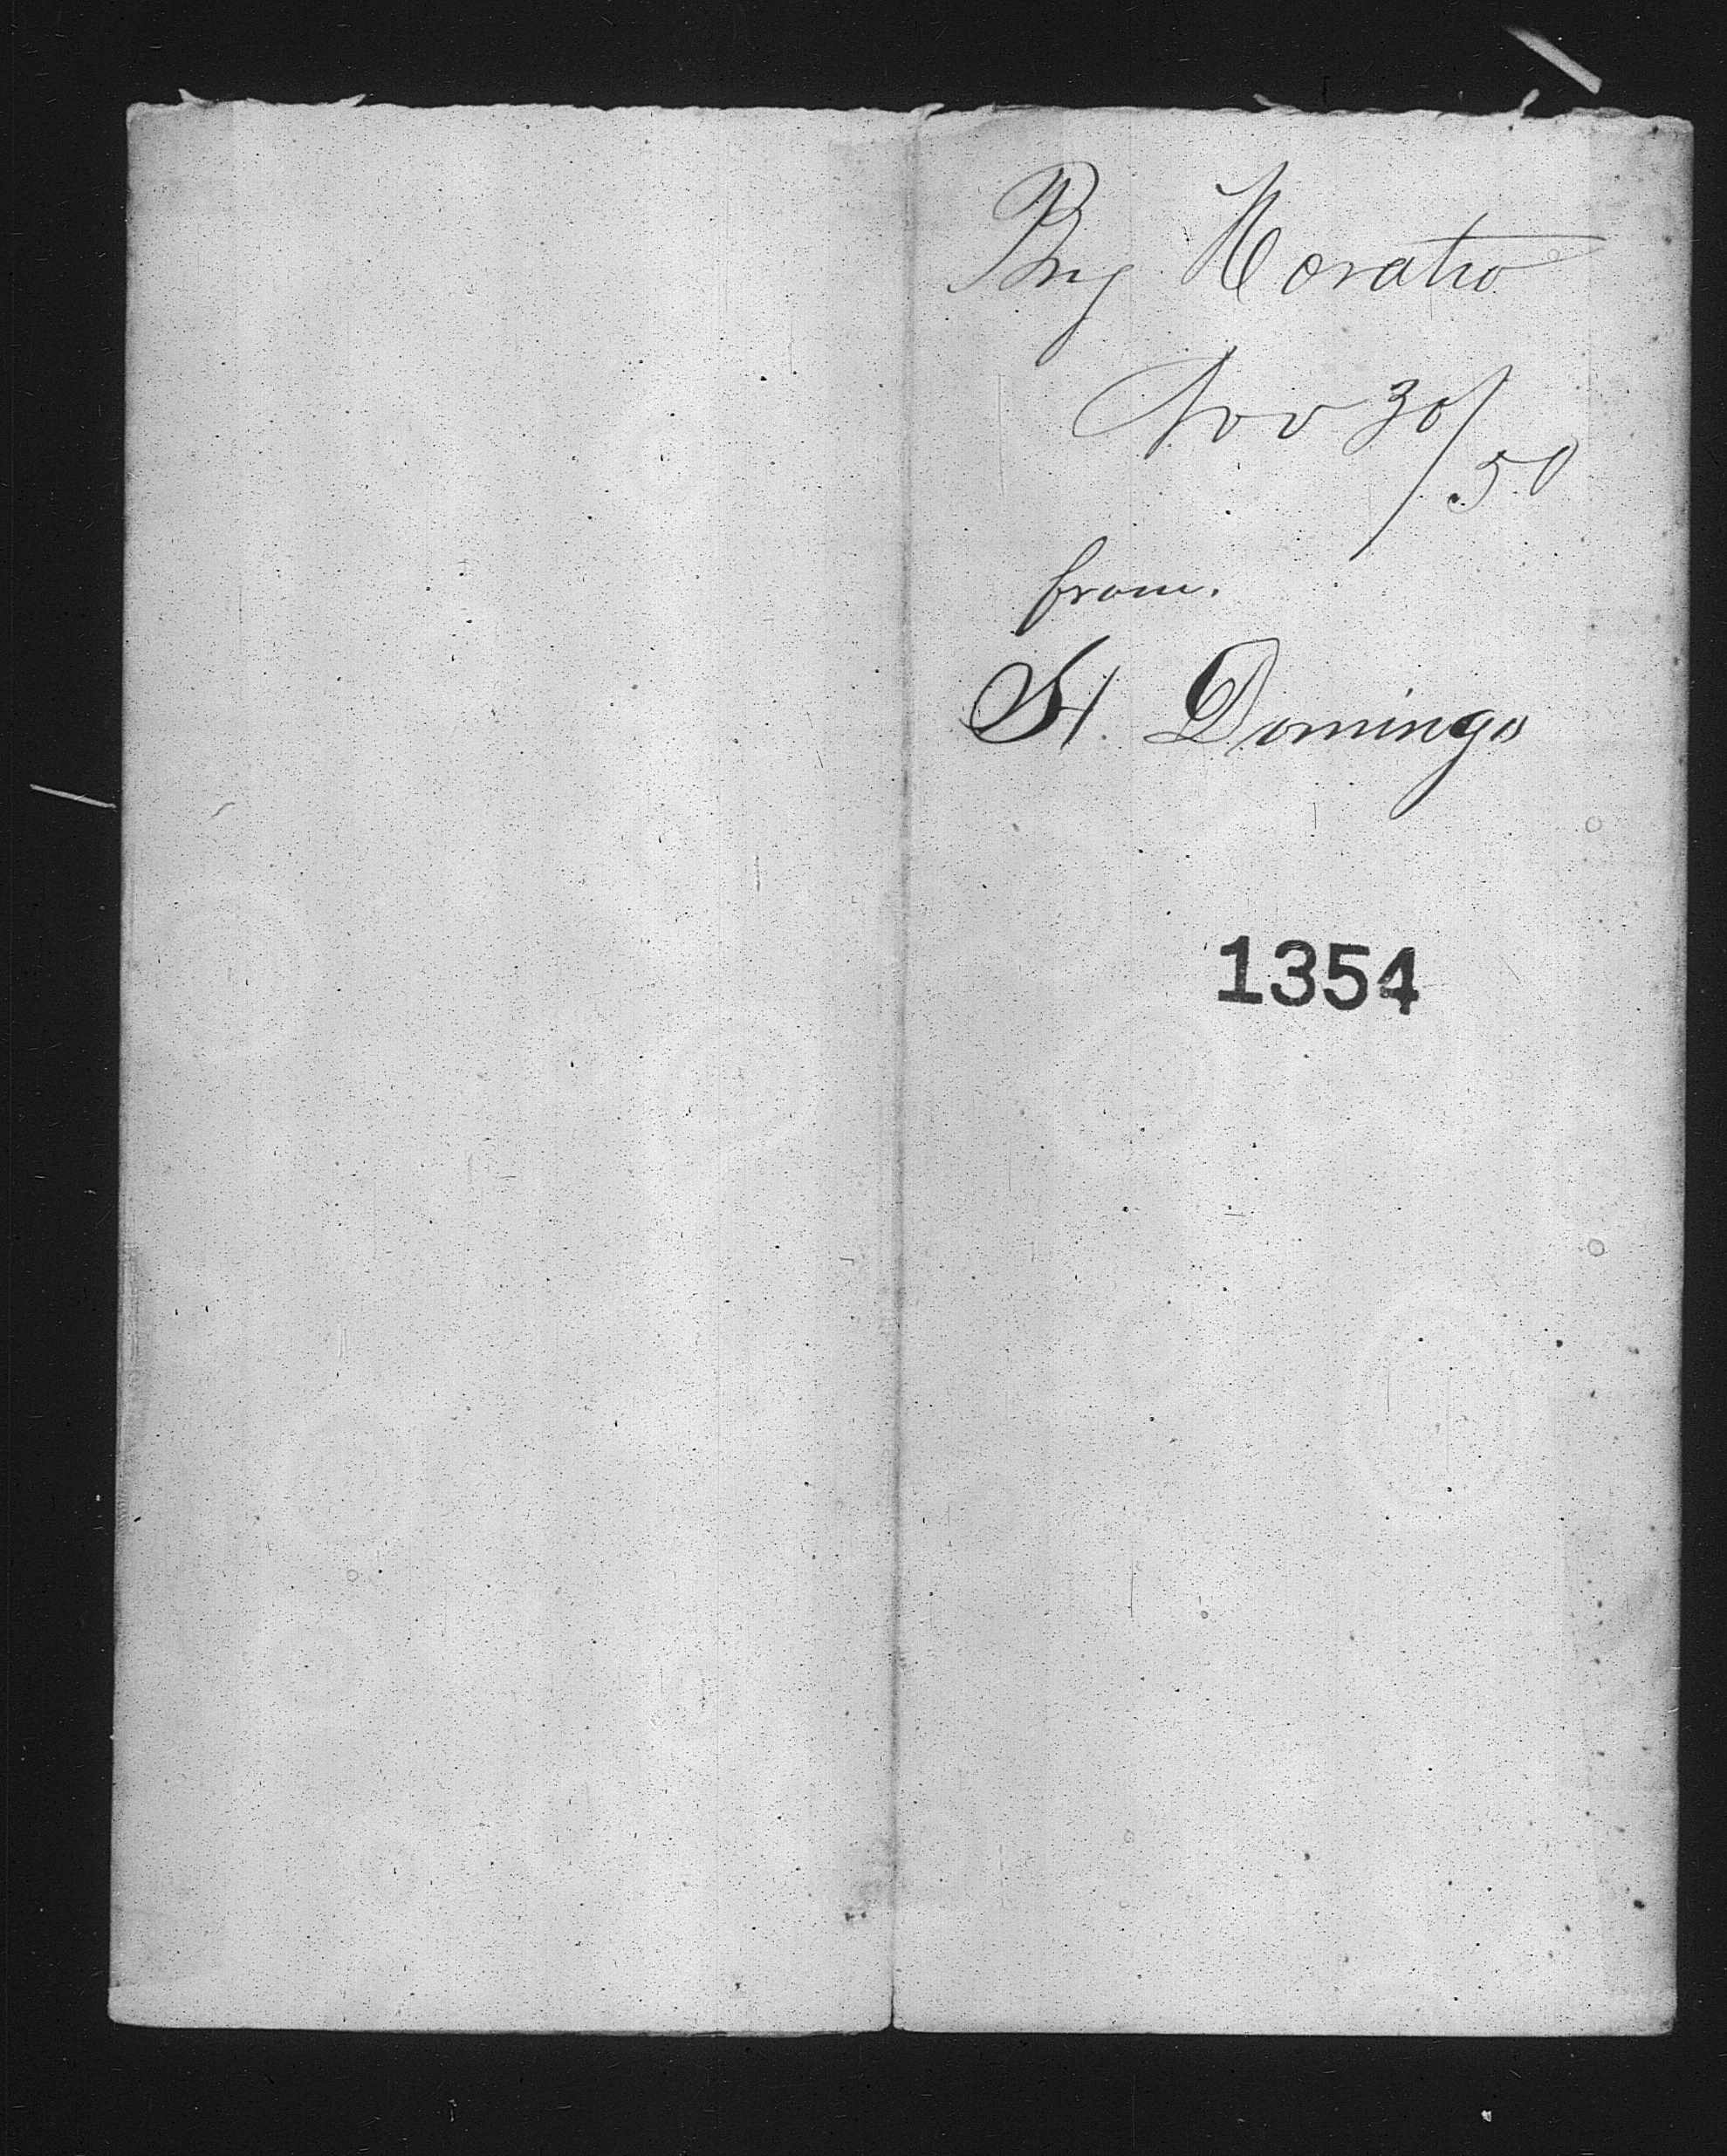 Brig Horatio
Nov 30/50
from.
St. Domingo
1354